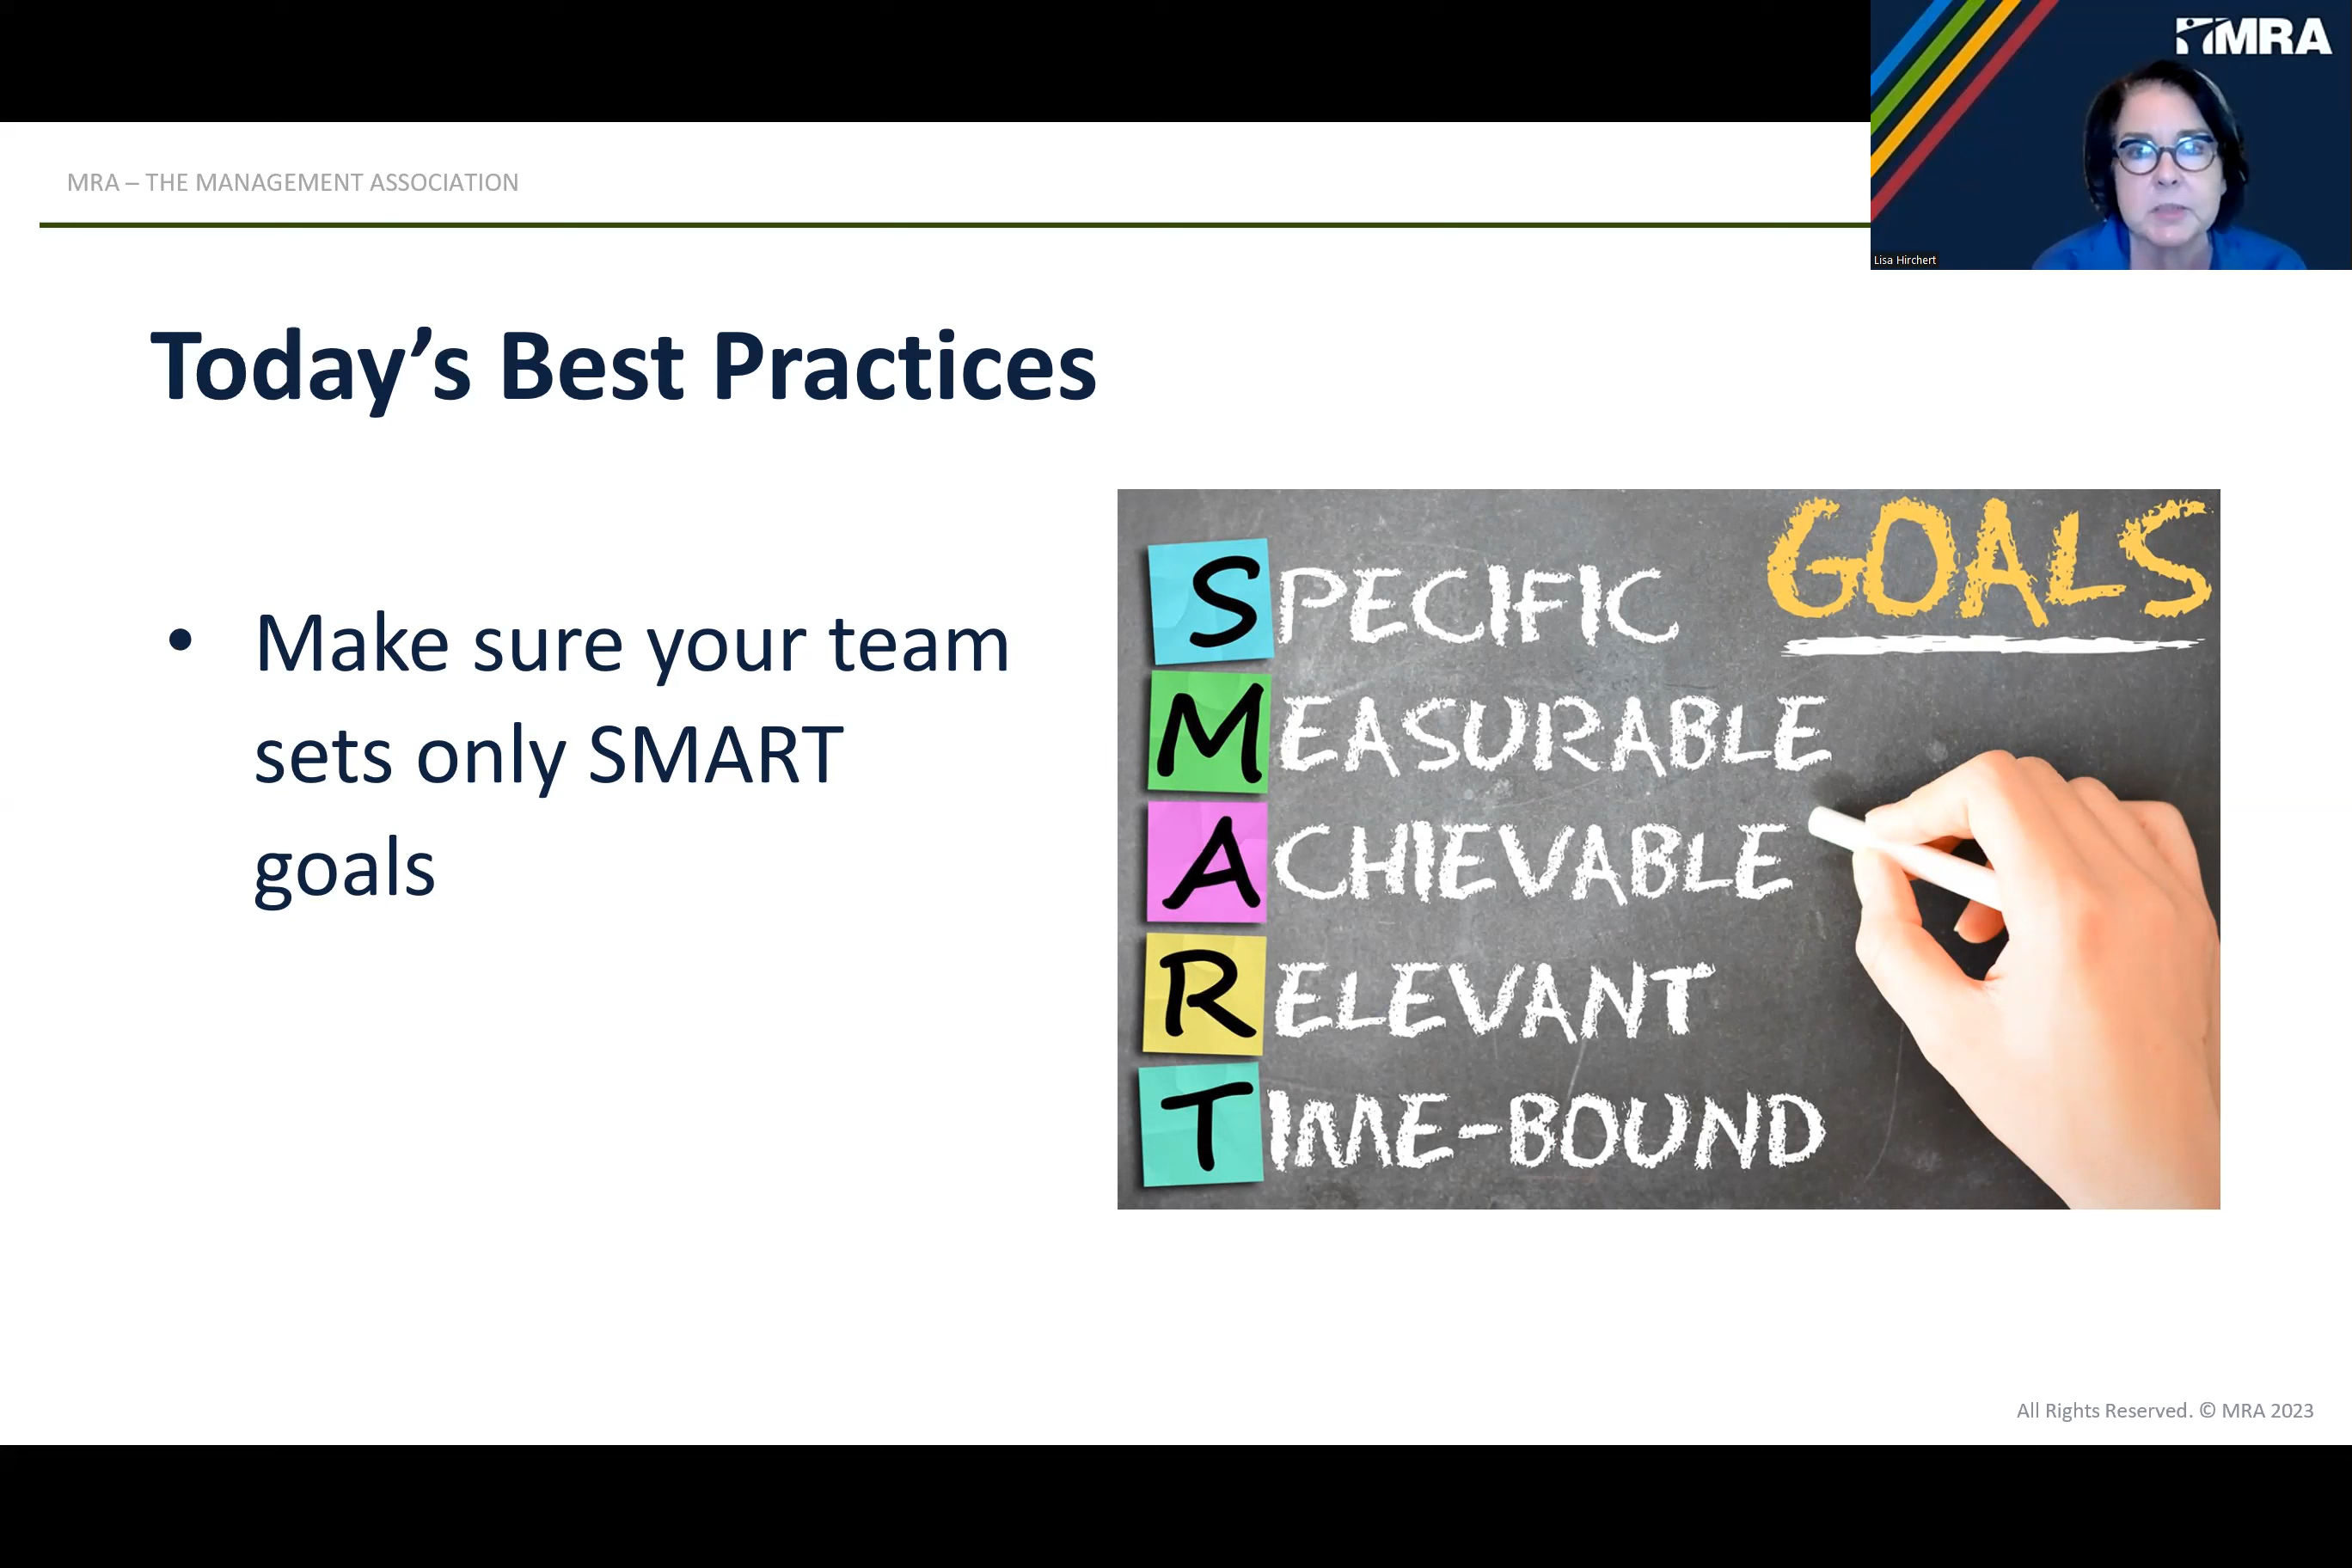 MRA
Lisa Hirchert
MRA – THE MANAGEMENT ASSOCIATION
Today’s Best Practices
• Make sure your team
sets only SMART
goals
GOALS
SPECIFIC
MEASURABLE
ACHIEVABLE
RELEVANT
TIME-BOUND
All Rights Reserved. © MRA 2023